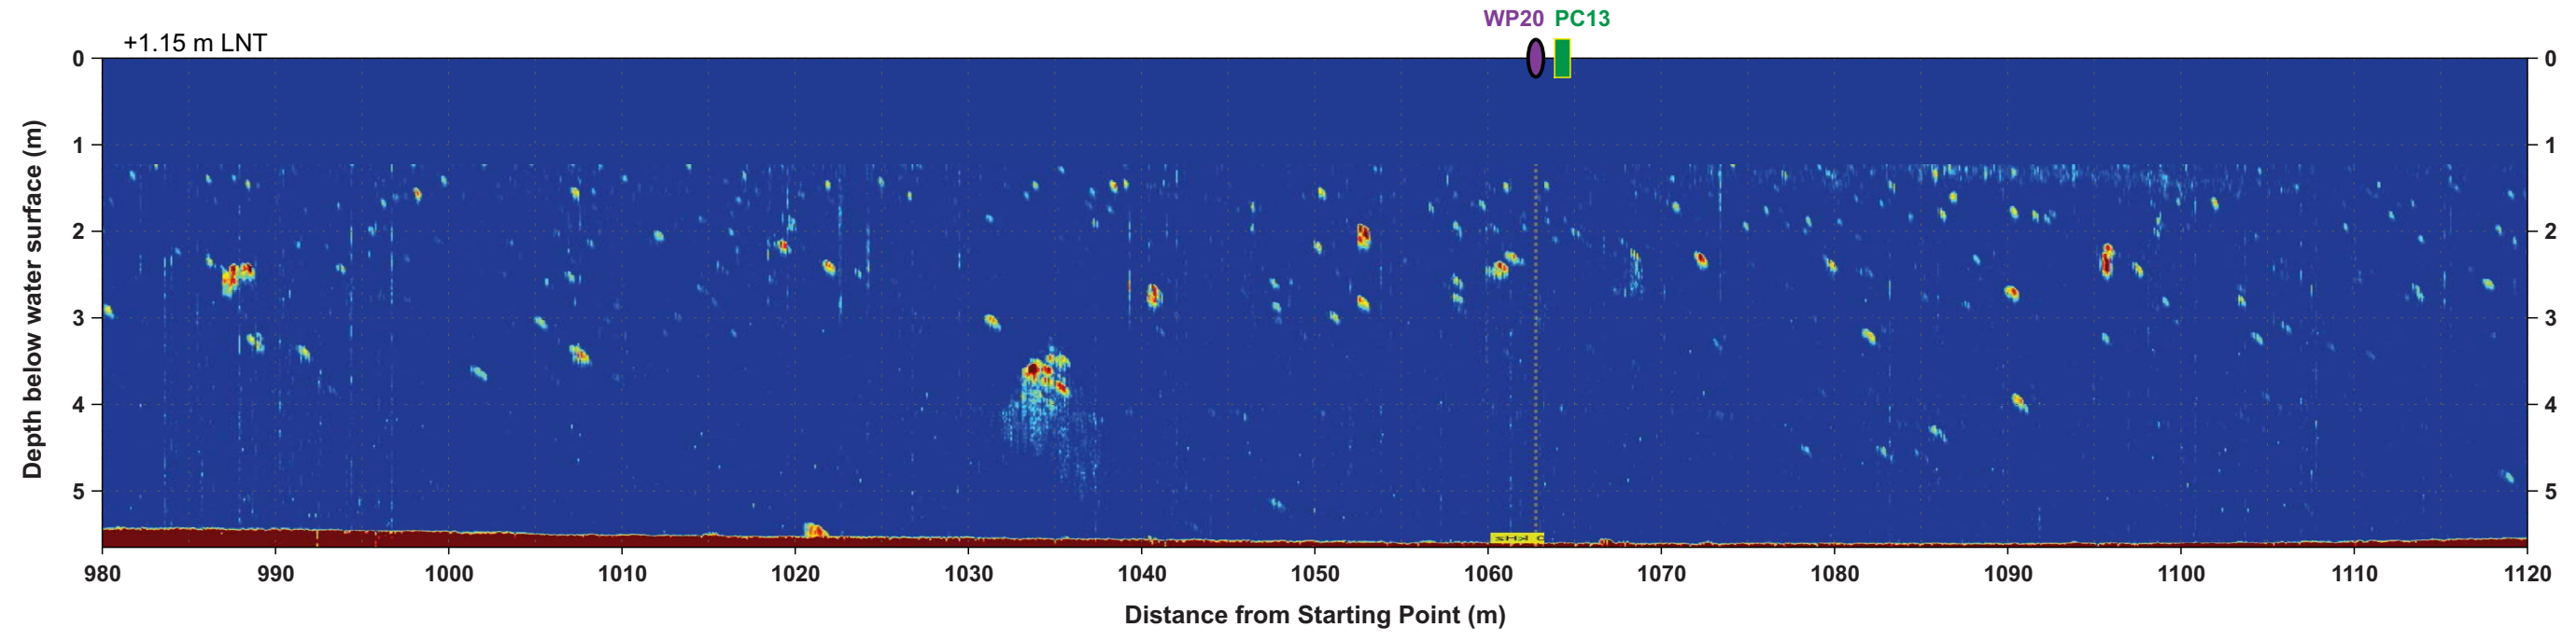 WP20 PC13
+1.15 m LNT
0 0
1 1
2 2
3 3
4 4
5 5
Depth below water surface (m)
980 990 1000 1010 1020 1030 1040 1050 1060 1070 1080 1090 1100 1110 1120
Distance from Starting Point (m)